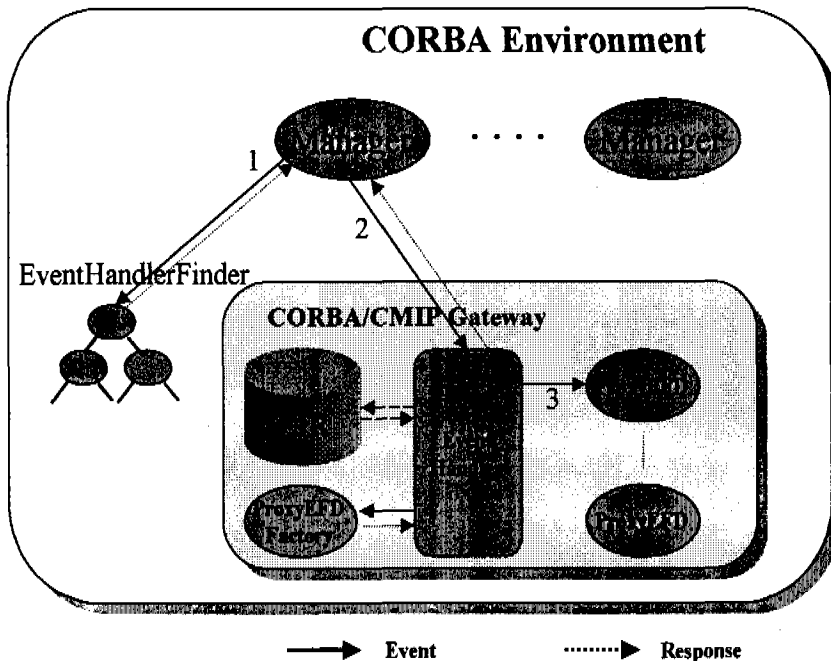 CORBA Environment
Manager
. . . .
Manager
1
2
EventHandlerFinder
CORBA/CMIP Gateway
3
ProxyEFD
Factory
ProxyEFD
Event
Response